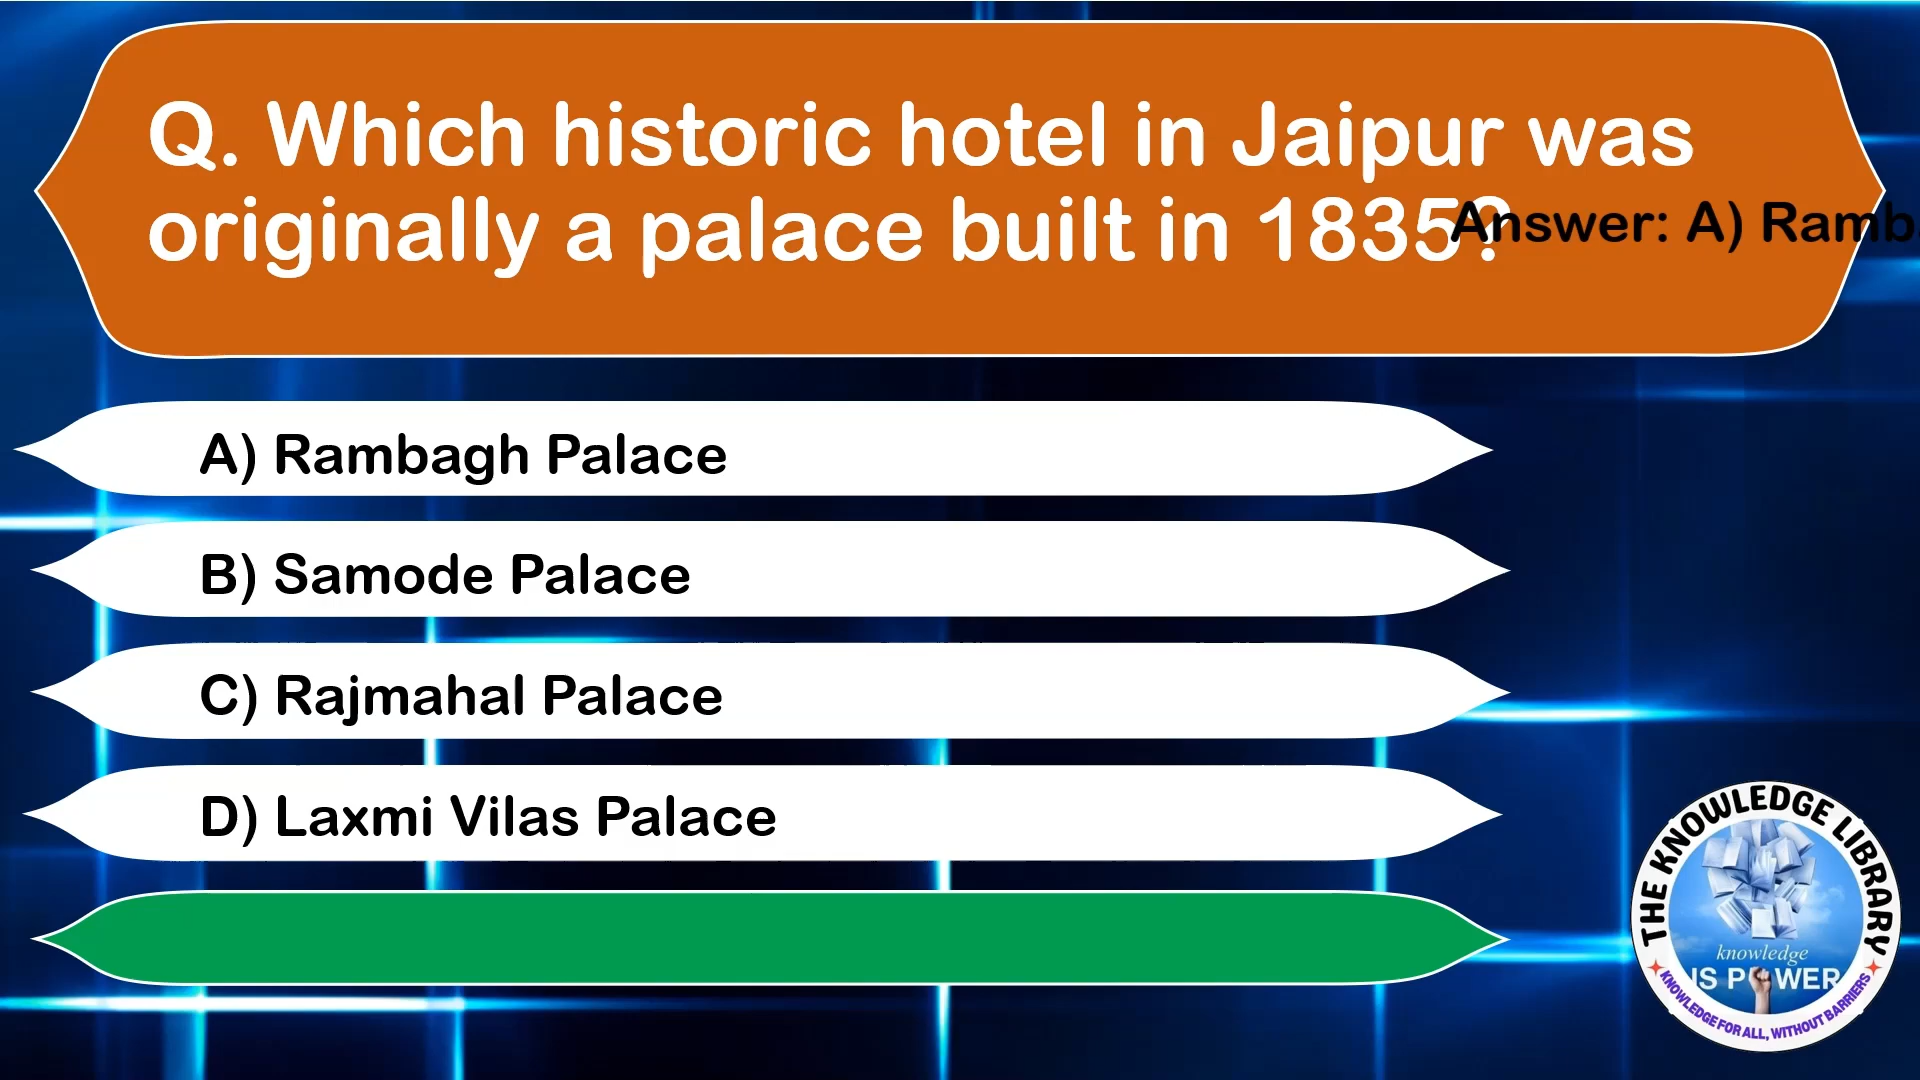 Q. Which historic hotel in Jaipur was
originally a palace built in 1835?
Answer: A)
A) Rambagh Palace
B) Samode Palace
C) Rajmahal Palace
D) Laxmi Vilas Palace
THE KNOWLEDGE LIBRARY
knowledge
IS POWER
KNOWLEDGE FOR ALL, WITHOUT BARRIERS